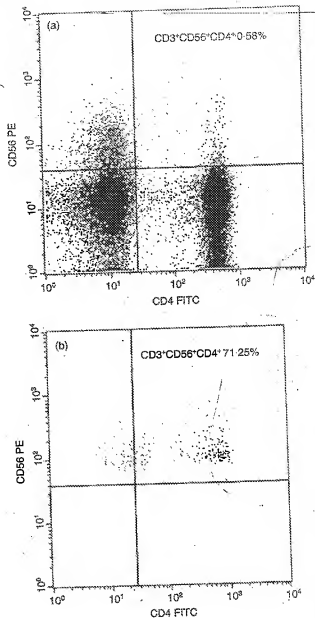 (a)
CD3⁺CD56⁺CD4⁺0·58%
CD56 PE
10⁴
10³
10²
10¹
10⁰
10⁰ 10¹ 10² 10³ 10⁴
CD4 FITC
(b)
CD3⁺CD56⁺CD4⁺71·25%
CD56 PE
10⁴
10³
10²
10¹
10⁰
10⁰ 10¹ 10² 10³ 10⁴
CD4 FITC